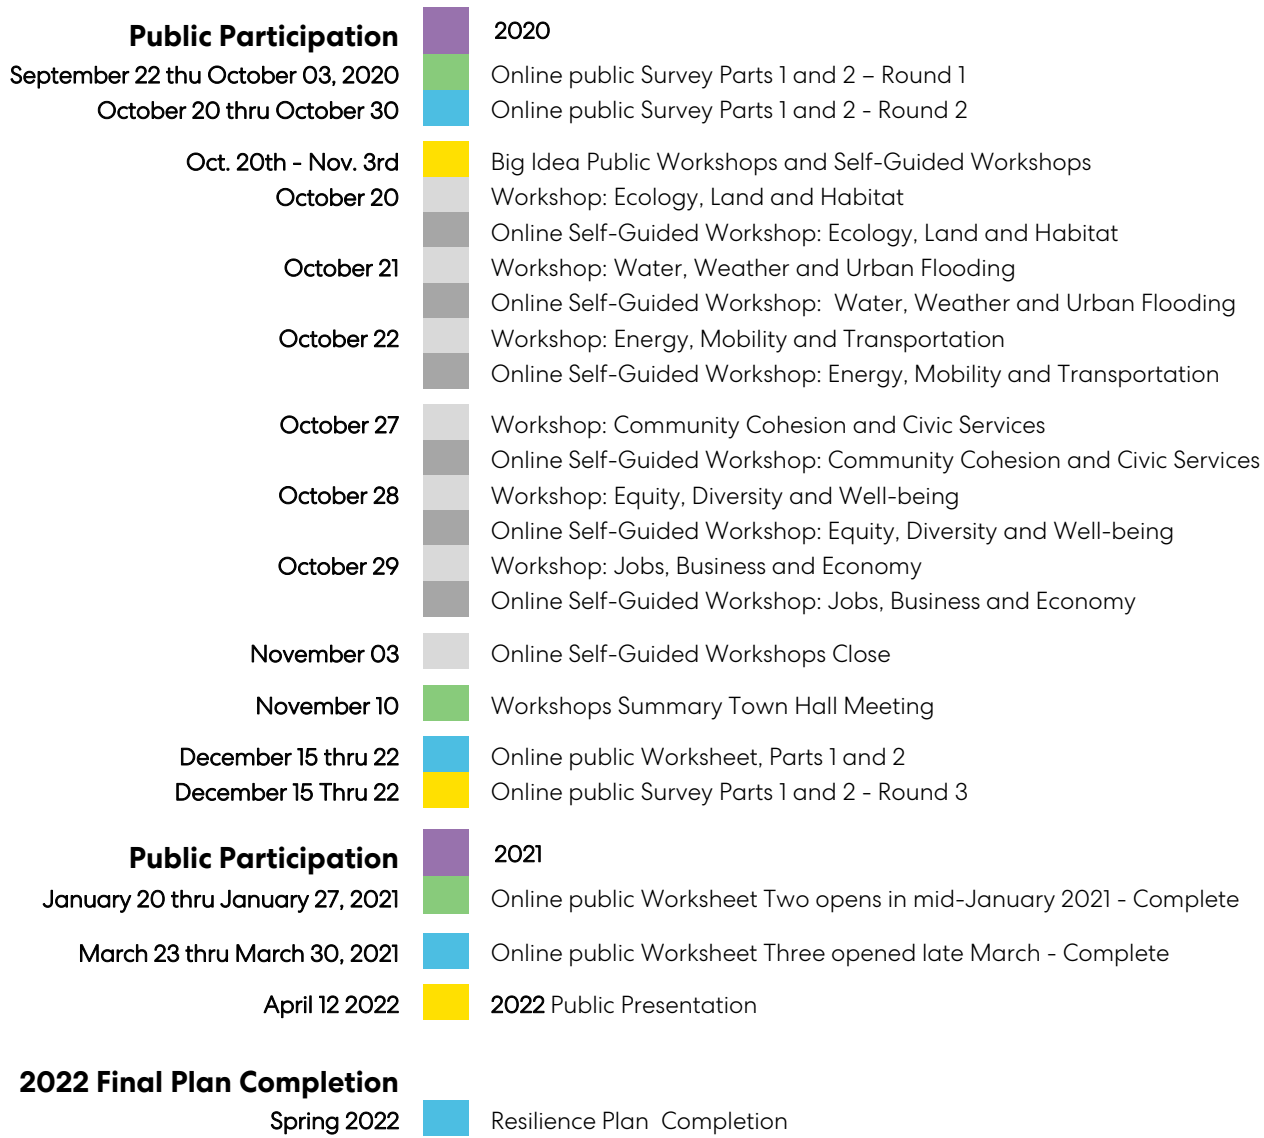 Public Participation 2020
September 22 thu October 03, 2020 Online public Survey Parts 1 and 2 – Round 1
October 20 thru October 30 Online public Survey Parts 1 and 2 - Round 2
Oct. 20th - Nov. 3rd Big Idea Public Workshops and Self-Guided Workshops
October 20 Workshop: Ecology, Land and Habitat
Online Self-Guided Workshop: Ecology, Land and Habitat
October 21 Workshop: Water, Weather and Urban Flooding
Online Self-Guided Workshop: Water, Weather and Urban Flooding
October 22 Workshop: Energy, Mobility and Transportation
Online Self-Guided Workshop: Energy, Mobility and Transportation
October 27 Workshop: Community Cohesion and Civic Services
Online Self-Guided Workshop: Community Cohesion and Civic Services
October 28 Workshop: Equity, Diversity and Well-being
Online Self-Guided Workshop: Equity, Diversity and Well-being
October 29 Workshop: Jobs, Business and Economy
Online Self-Guided Workshop: Jobs, Business and Economy
November 03 Online Self-Guided Workshops Close
November 10 Workshops Summary Town Hall Meeting
December 15 thru 22 Online public Worksheet, Parts 1 and 2
December 15 Thru 22 Online public Survey Parts 1 and 2 - Round 3
Public Participation 2021
January 20 thru January 27, 2021 Online public Worksheet Two opens in mid-January 2021 - Complete
March 23 thru March 30, 2021 Online public Worksheet Three opened late March - Complete
April 12 2022 2022 Public Presentation
2022 Final Plan Completion
Spring 2022 Resilience Plan Completion